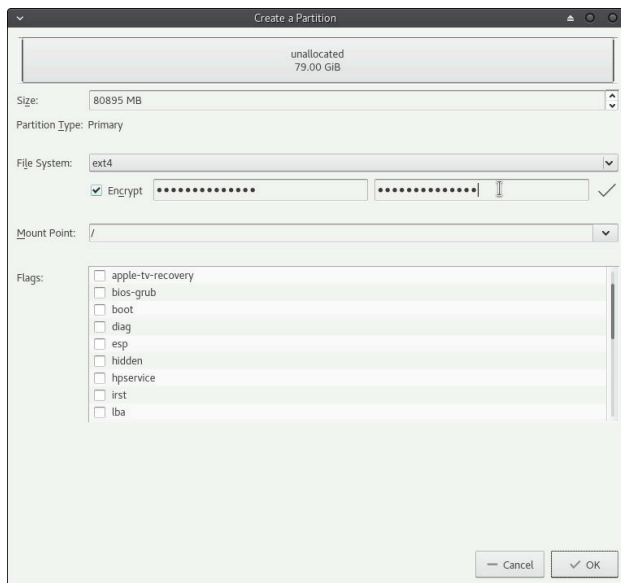 Create a Partition
unallocated
79.00 GiB
Size: 80895 MB
Partition Type: Primary
File System: ext4
Encrypt ●●●●●●●●●●●●●● ●●●●●●●●●●●●●●
Mount Point: /
Flags:
apple-tv-recovery
bios-grub
boot
diag
esp
hidden
hpservice
irst
lba
Cancel OK